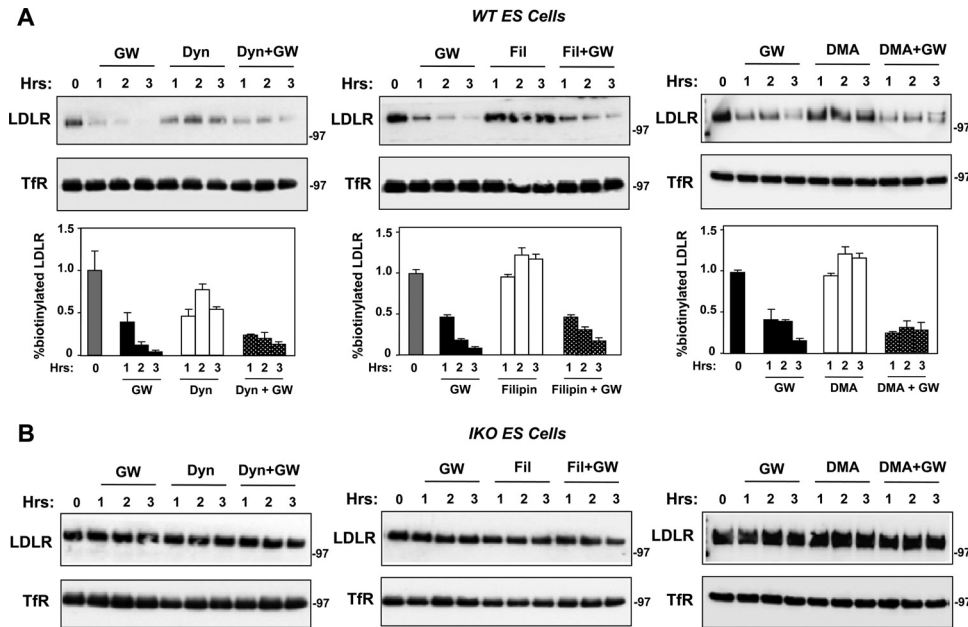 A
WT ES Cells
GW Dyn Dyn+GW
Hrs: 0 1 2 3 1 2 3 1 2 3
LDLR -97
TfR -97
%biotinylated LDLR
1.5
1.0
0.5
0
Hrs: 0 1 2 3 1 2 3 1 2 3
GW Dyn Dyn + GW
GW Fil Fil+GW
Hrs: 0 1 2 3 1 2 3 1 2 3
LDLR -97
TfR -97
%biotinylated LDLR
1.5
1.0
0.5
0
Hrs: 0 1 2 3 1 2 3 1 2 3
GW Filipin Filipin + GW
GW DMA DMA+GW
Hrs: 0 1 2 3 1 2 3 1 2 3
LDLR -97
TfR -97
%biotinylated LDLR
1.5
1.0
0.5
0
Hrs: 0 1 2 3 1 2 3 1 2 3
GW DMA DMA + GW
B
IKO ES Cells
GW Dyn Dyn+GW
Hrs: 0 1 2 3 1 2 3 1 2 3
LDLR -97
TfR -97
GW Fil Fil+GW
Hrs: 0 1 2 3 1 2 3 1 2 3
LDLR -97
TfR -97
GW DMA DMA+GW
Hrs: 0 1 2 3 1 2 3 1 2 3
LDLR -97
TfR -97